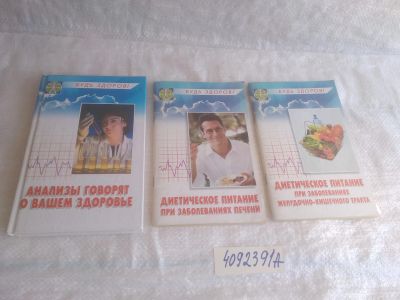 БУДЬ ЗДОРОВ!
АНАЛИЗЫ ГОВОРЯТ
О ВАШЕМ ЗДОРОВЬЕ
БУДЬ ЗДОРОВ!
ДИЕТИЧЕСКОЕ ПИТАНИЕ
ПРИ ЗАБОЛЕВАНИЯХ ПЕЧЕНИ
БУДЬ ЗДОРОВ!
ДИЕТИЧЕСКОЕ ПИТАНИЕ
ПРИ ЗАБОЛЕВАНИЯХ
ЖЕЛУДОЧНО-КИШЕЧНОГО ТРАКТА
4092391А